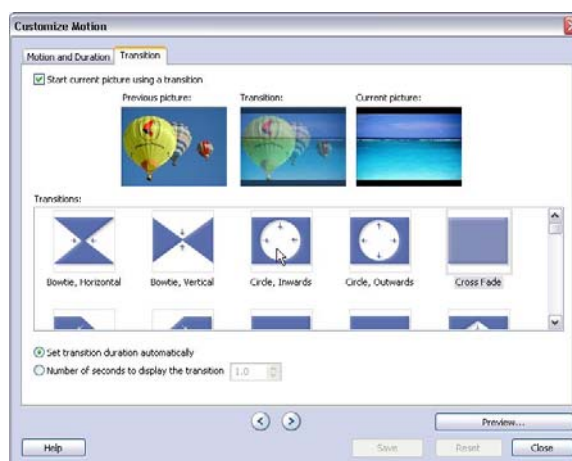 Customize Motion
Motion and Duration Transition
Start current picture using a transition
Previous picture: Transition: Current picture:
Transitions:
Bowtie, Horizontal Bowtie, Vertical Circle, Inwards Circle, Outwards Cross Fade
Set transition duration automatically
Number of seconds to display the transition 1.0
Preview...
Help Save Reset Close